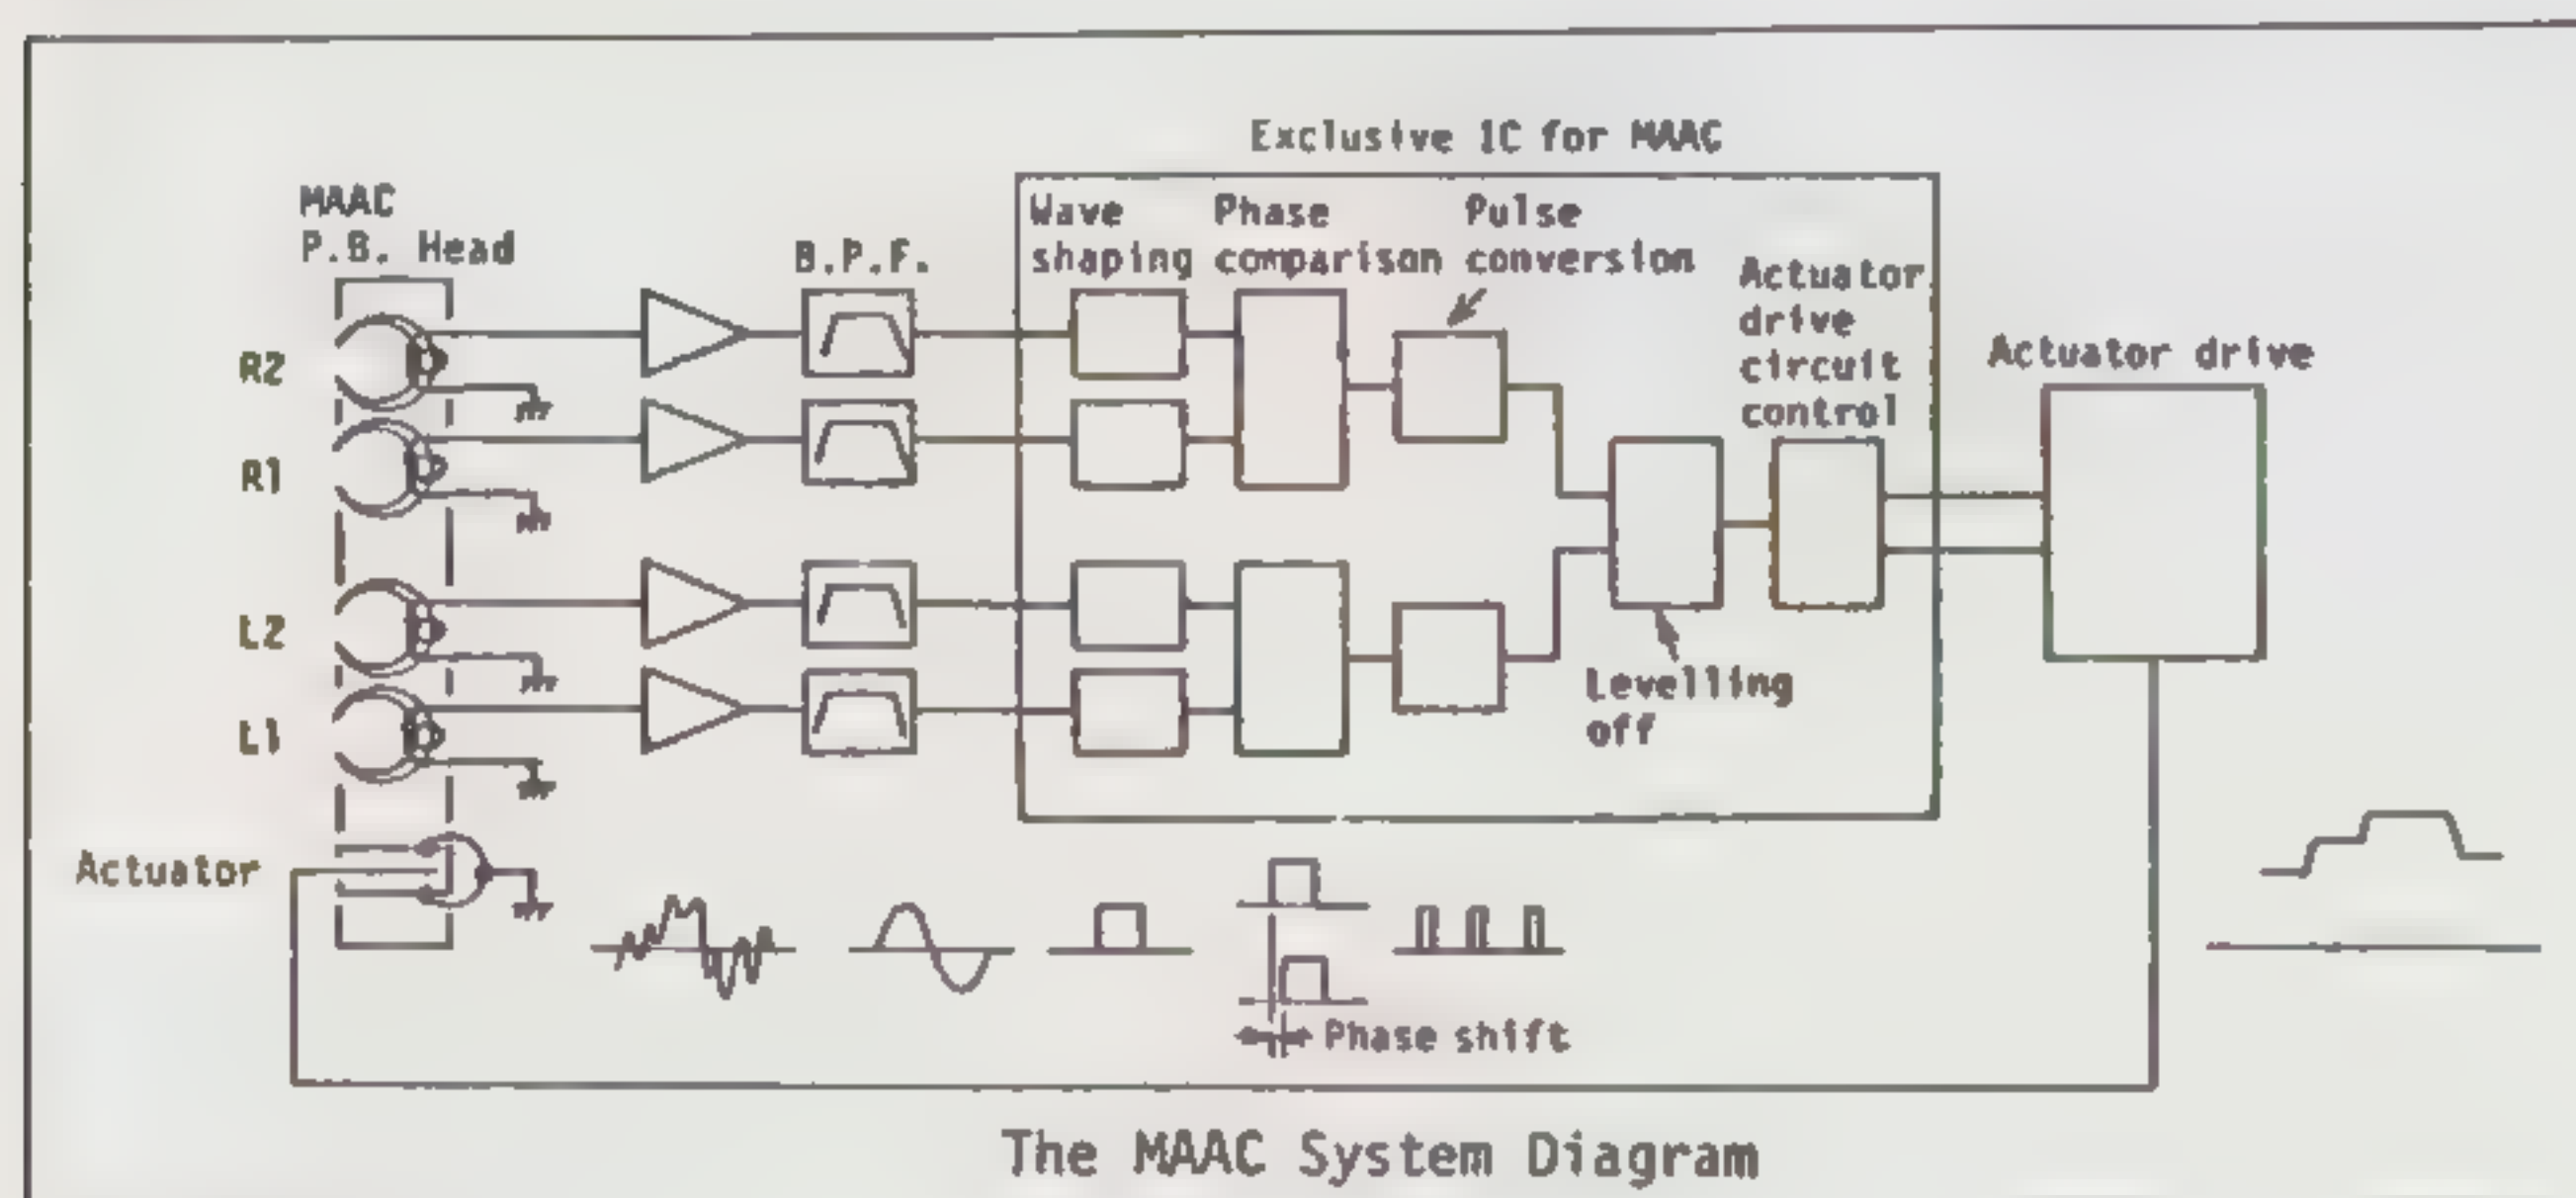 Exclusive IC for MAAC
MAAC
P.B. Head
B.P.F.
Wave
shaping
Phase
comparison
Pulse
conversion
Actuator
drive
circuit
control
Actuator drive
R2
R1
L2
L1
Levelling
off
Actuator
Phase shift
The MAAC System Diagram